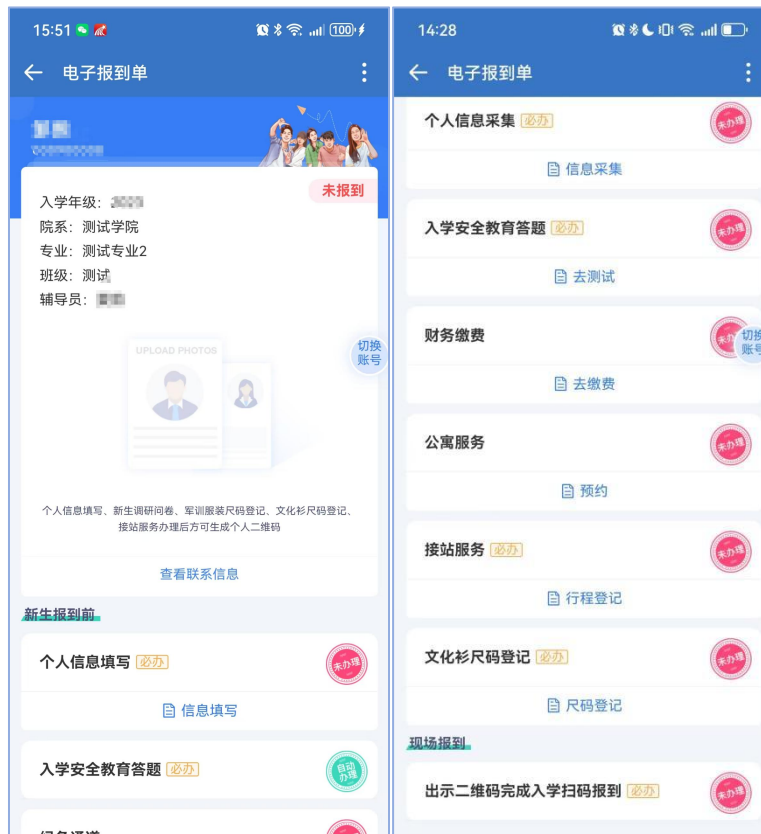 15:51
100
电子报到单
未报到
入学年级：
院系：测试学院
专业：测试专业2
班级：测试
辅导员：
UPLOAD PHOTOS
切换
账号
个人信息填写、新生调研问卷、军训服装尺码登记、文化衫尺码登记、
接站服务办理后方可生成个人二维码
查看联系信息
新生报到前
个人信息填写 必办
未办理
信息填写
入学安全教育答题 必办
自动
办理
14:28
电子报到单
个人信息采集 必办
未办理
信息采集
入学安全教育答题 必办
未办理
去测试
财务缴费
切换
账号
去缴费
公寓服务
未办理
预约
接站服务 必办
未办理
行程登记
文化衫尺码登记 必办
未办理
尺码登记
现场报到
出示二维码完成入学扫码报到 必办
未办理